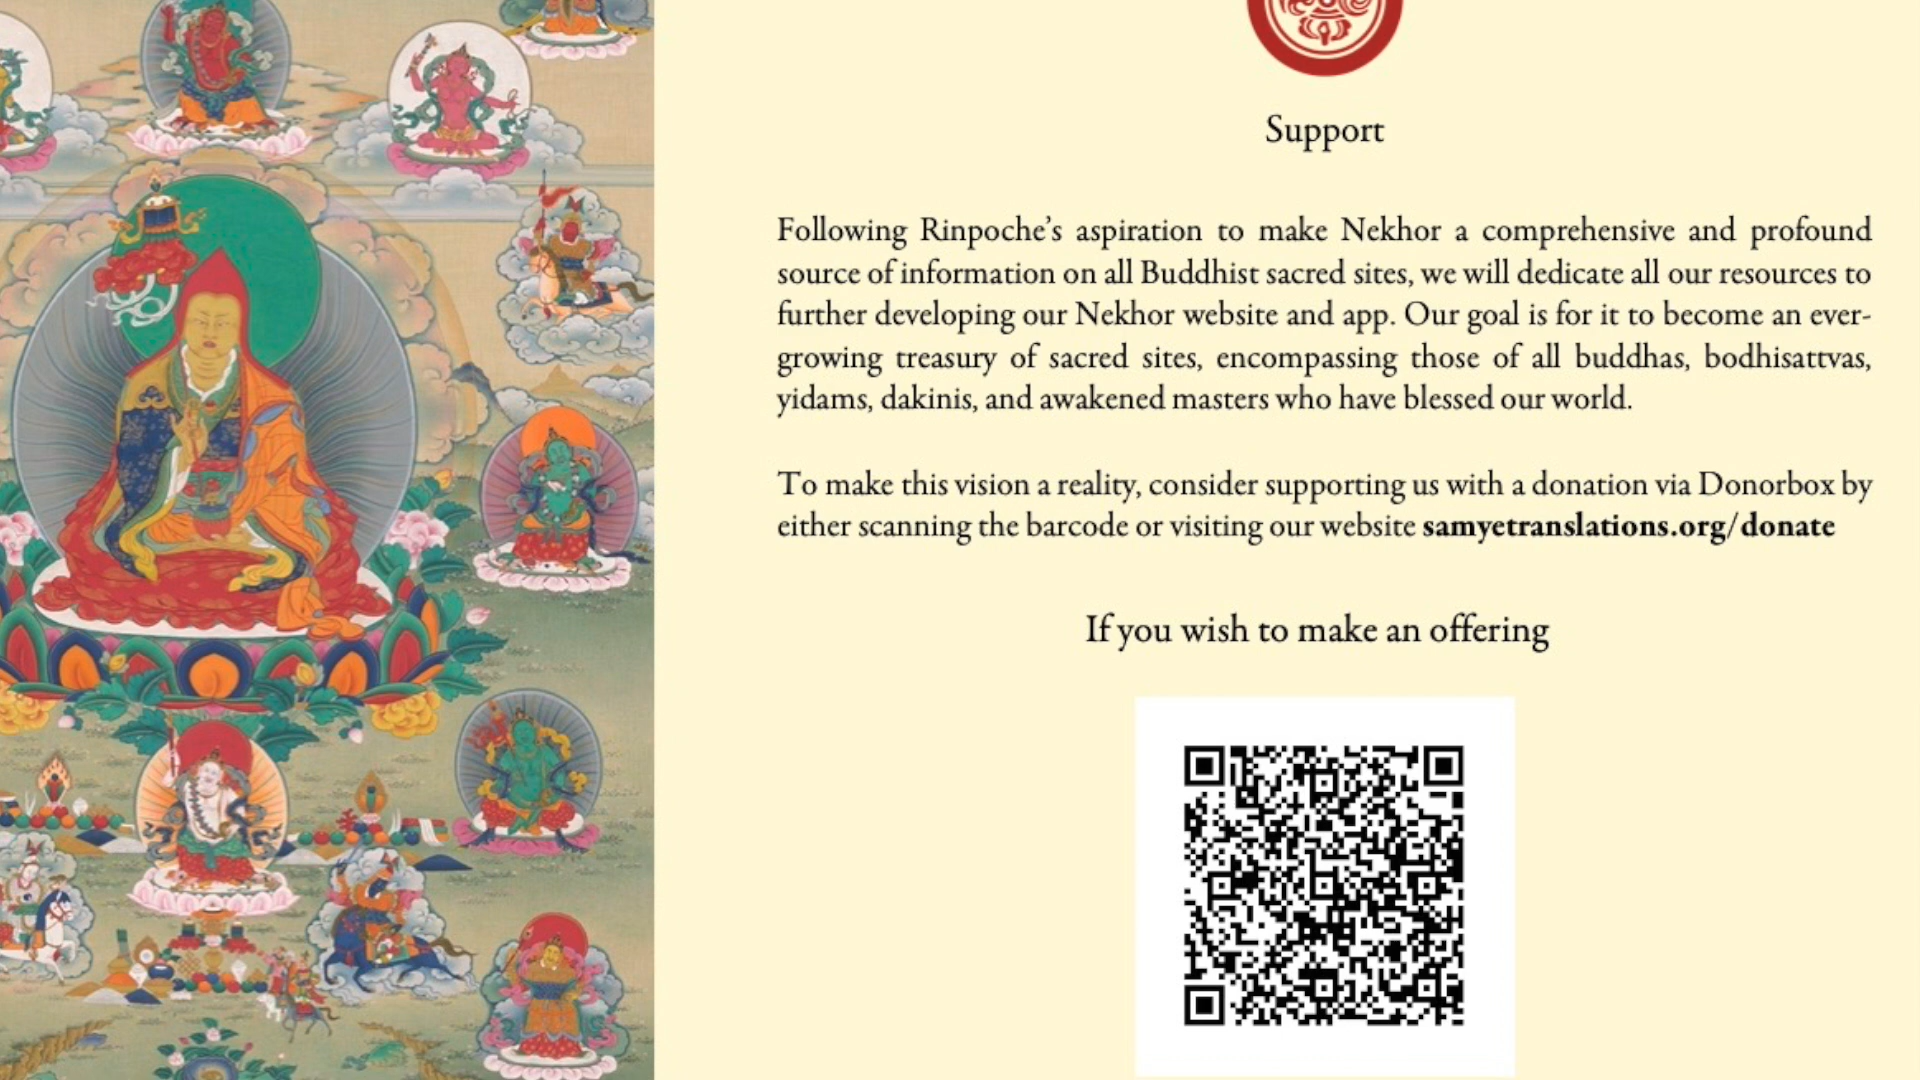 Support
Following Rinpoche’s aspiration to make Nekhor a comprehensive and profound
source of information on all Buddhist sacred sites, we will dedicate all our resources to
further developing our Nekhor website and app. Our goal is for it to become an ever-
growing treasury of sacred sites, encompassing those of all buddhas, bodhisattvas,
yidams, dakinis, and awakened masters who have blessed our world.
To make this vision a reality, consider supporting us with a donation via Donorbox by
either scanning the barcode or visiting our website samyetranslations.org/donate
If you wish to make an offering